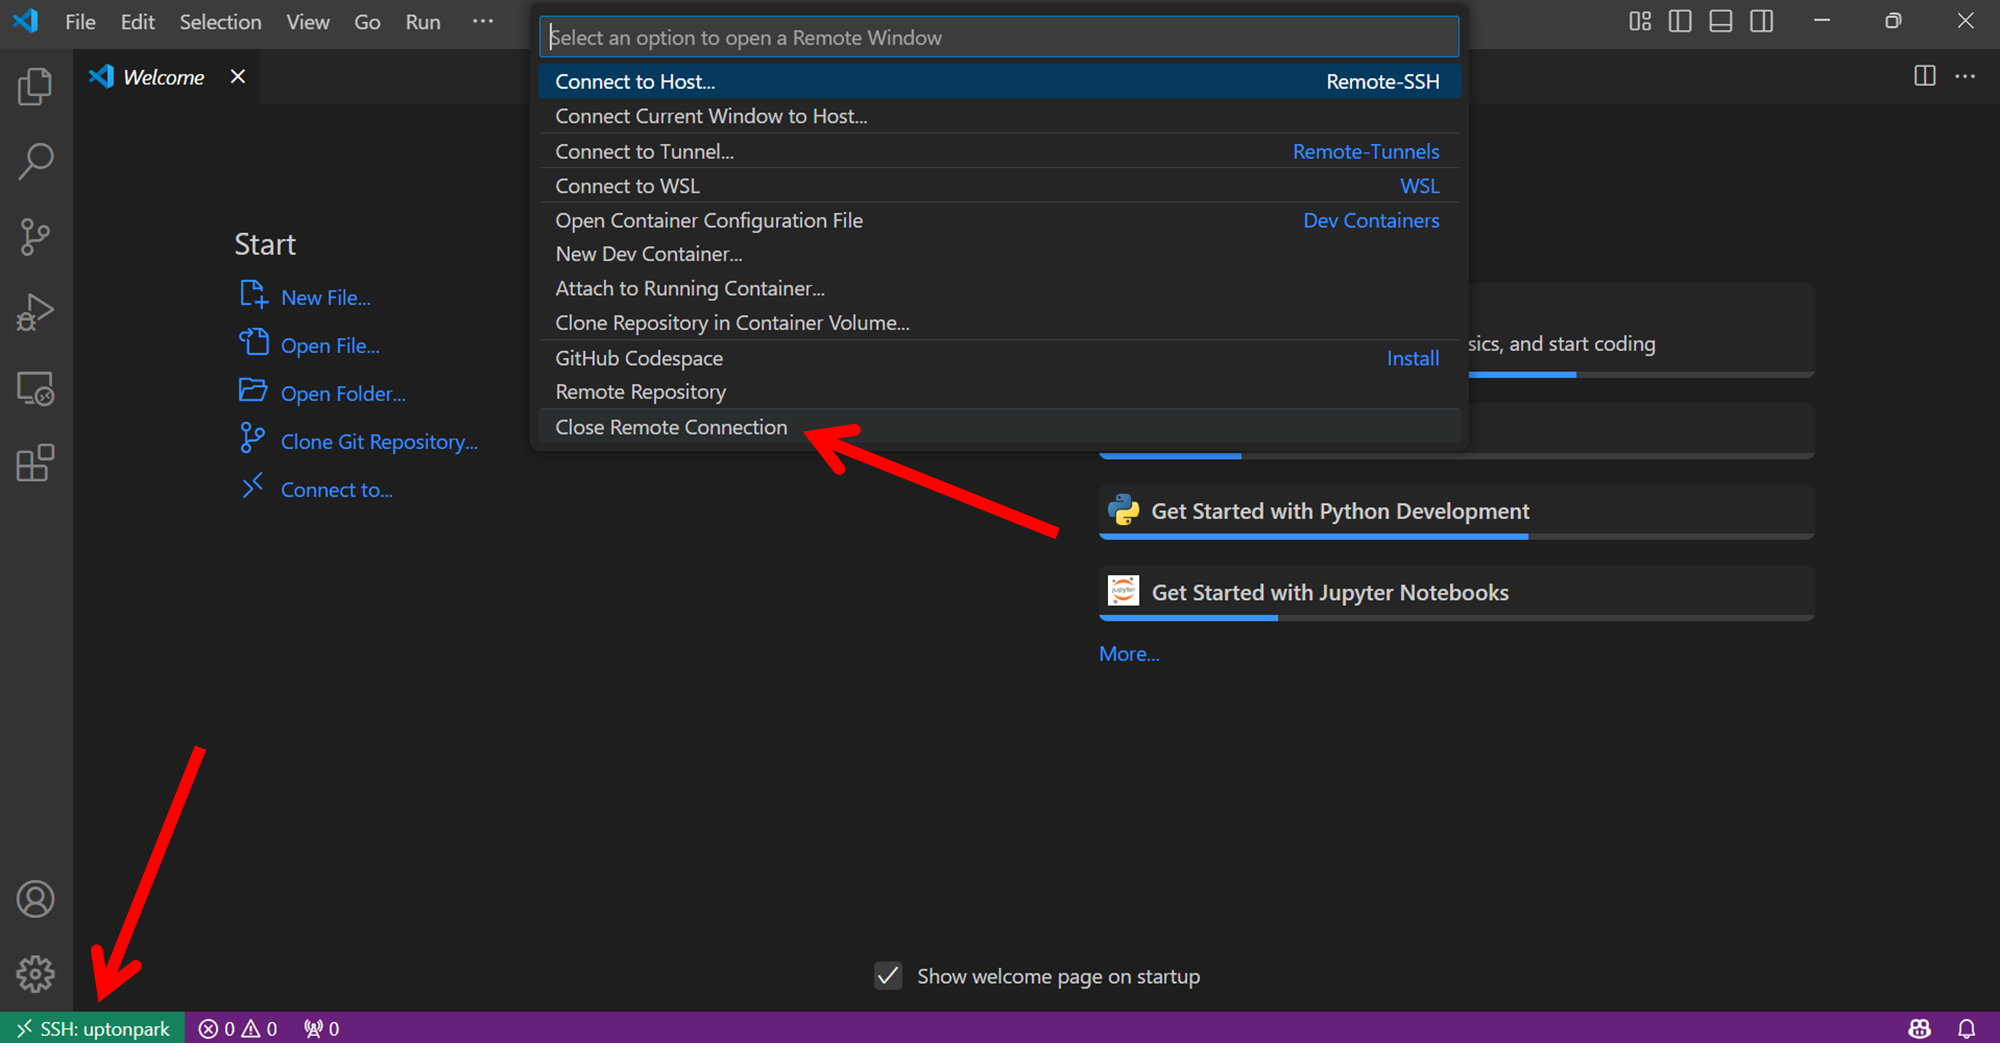 File Edit Selection View Go Run ···
Select an option to open a Remote Window
Connect to Host... Remote-SSH
Connect Current Window to Host...
Connect to Tunnel... Remote-Tunnels
Connect to WSL WSL
Open Container Configuration File Dev Containers
New Dev Container...
Attach to Running Container...
Clone Repository in Container Volume...
GitHub Codespace Install
Remote Repository
Close Remote Connection
Welcome
Start
New File...
Open File...
Open Folder...
Clone Git Repository...
Connect to...
sics, and start coding
Get Started with Python Development
jupyter
Get Started with Jupyter Notebooks
More...
Show welcome page on startup
SSH: uptonpark 0 0 0